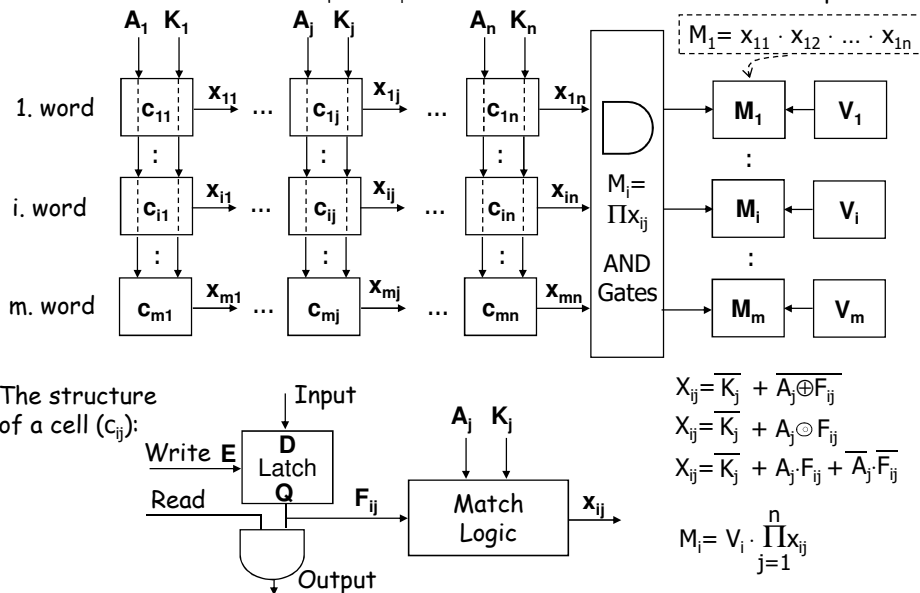 A₁ K₁ Aⱼ Kⱼ Aₙ Kₙ
M₁= x₁₁ · x₁₂ · ... · x₁ₙ
1. word c₁₁ x₁₁ ... c₁ⱼ x₁ⱼ ... c₁ₙ x₁ₙ M₁ V₁
: : : :
i. word cᵢ₁ xᵢ₁ ... cᵢⱼ xᵢⱼ ... cᵢₙ xᵢₙ Mᵢ= Mᵢ Vᵢ
Πxᵢⱼ
: : : :
AND
Gates
m. word cₘ₁ xₘ₁ ... cₘⱼ xₘⱼ ... cₘₙ xₘₙ Mₘ Vₘ
The structure
of a cell (cᵢⱼ):
Input
Write E D
Latch
Q
Read
Output
Fᵢⱼ
Aⱼ Kⱼ
Match
Logic
xᵢⱼ
Xᵢⱼ= K̅ⱼ + \overline{Aⱼ⊕Fᵢⱼ}
Xᵢⱼ= K̅ⱼ + Aⱼ⊙Fᵢⱼ
Xᵢⱼ= K̅ⱼ + Aⱼ·Fᵢⱼ + A̅ⱼ·F̅ᵢⱼ
n
Mᵢ= Vᵢ · Πxᵢⱼ
j=1